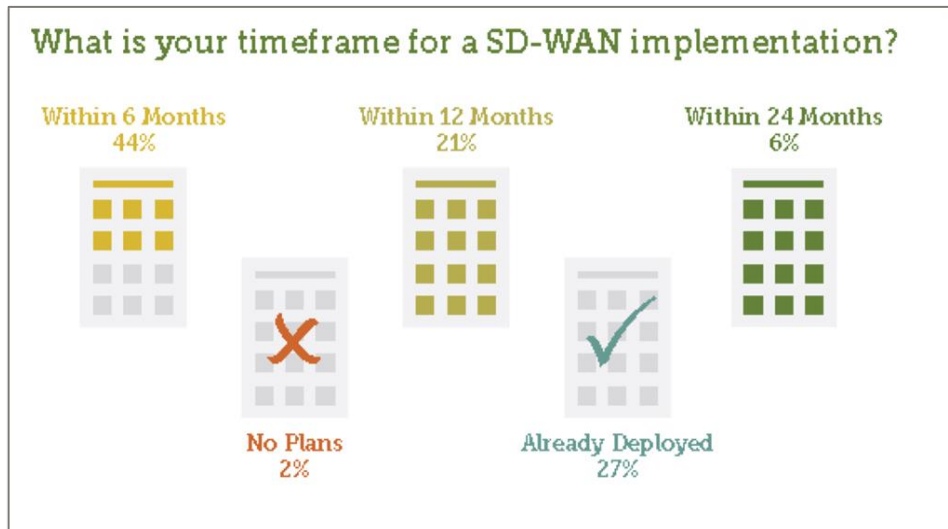 What is your timeframe for a SD-WAN implementation?
Within 6 Months
44%
Within 12 Months
21%
Within 24 Months
6%
No Plans
2%
Already Deployed
27%